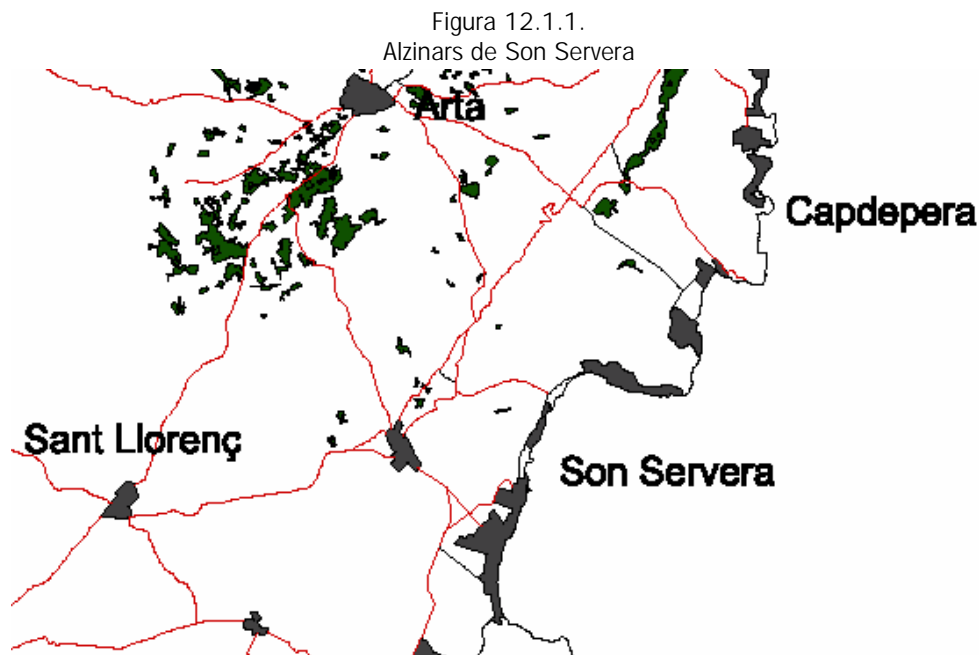 Figura 12.1.1.
Alzinars de Son Servera
Artà
Capdepera
Sant Llorenç
Son Servera